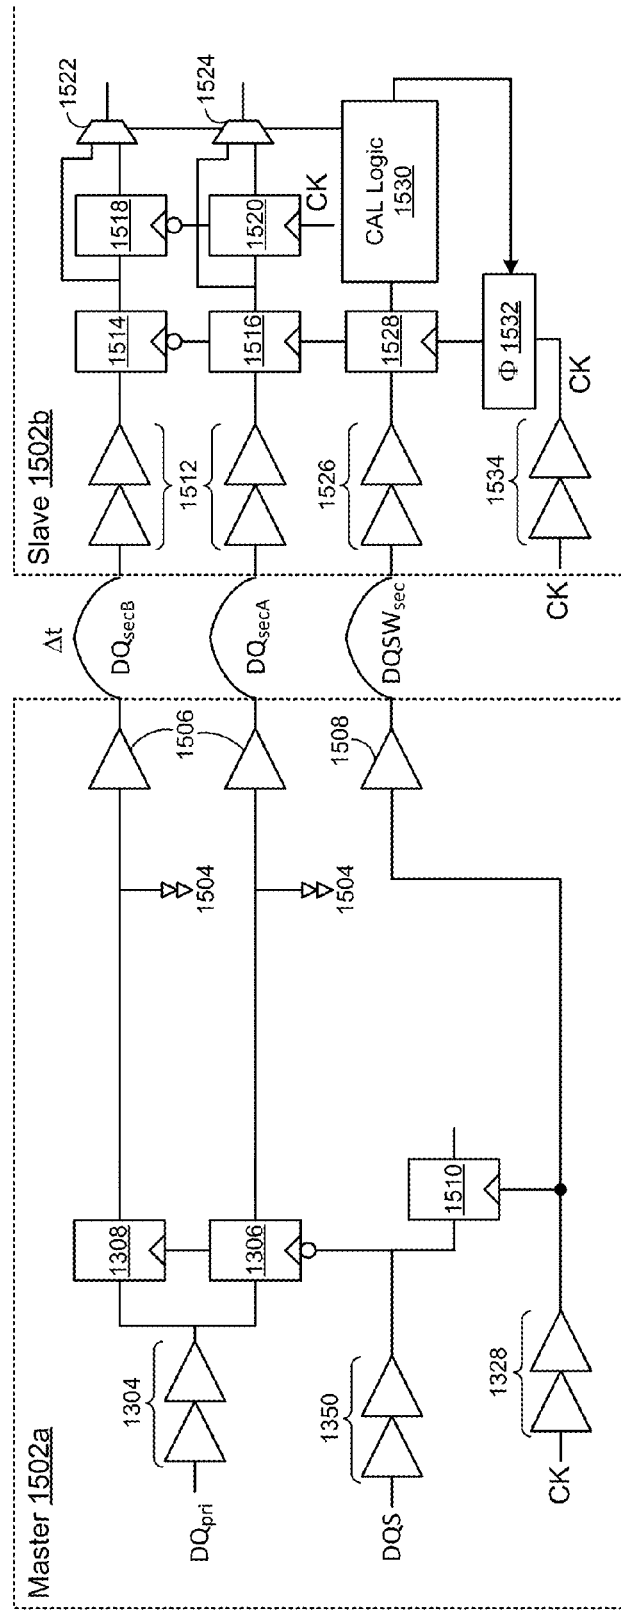 Master 1502a
DQpri
1304
1308
1306
DQS
1350
1510
CK
1328
1504
1504
1506
1508
Δt
DQsecB
DQsecA
DQSWsec
Slave 1502b
1512
1514
1518
1522
1516
1520
1524
CK
1526
1528
CAL Logic
1530
Φ 1532
CK
1534
CK